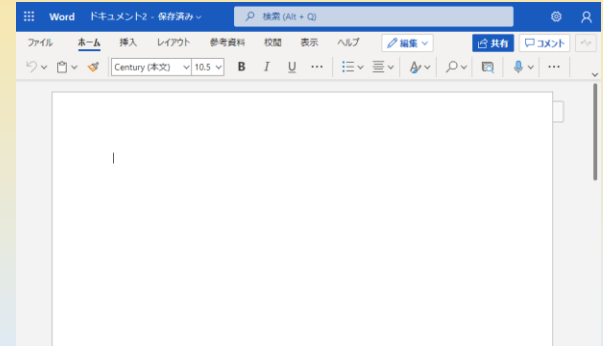 Word ドキュメント2 - 保存済み 検索 (Alt + Q)
ファイル ホーム 挿入 レイアウト 参考資料 校閲 表示 ヘルプ 編集 共有 コメント
Century (本文) 10.5 B I U ...